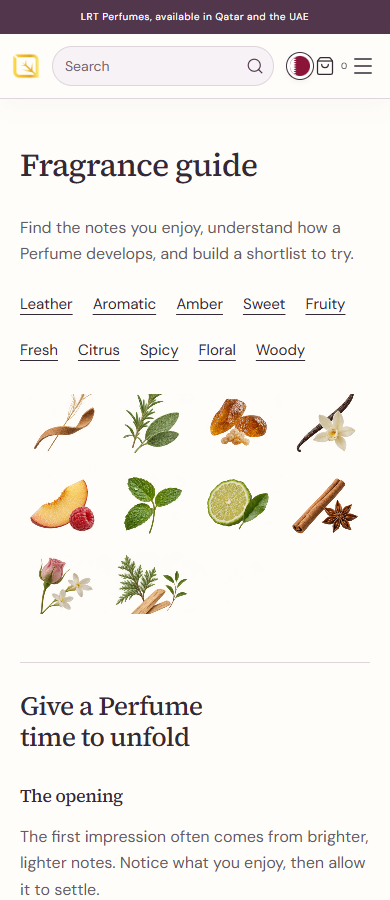 LRT Perfumes, available in Qatar and the UAE
Search
0
Fragrance guide
Find the notes you enjoy, understand how a
Perfume develops, and build a shortlist to try.
Leather Aromatic Amber Sweet Fruity
Fresh Citrus Spicy Floral Woody
Give a Perfume
time to unfold
The opening
The first impression often comes from brighter,
lighter notes. Notice what you enjoy, then allow
it to settle.